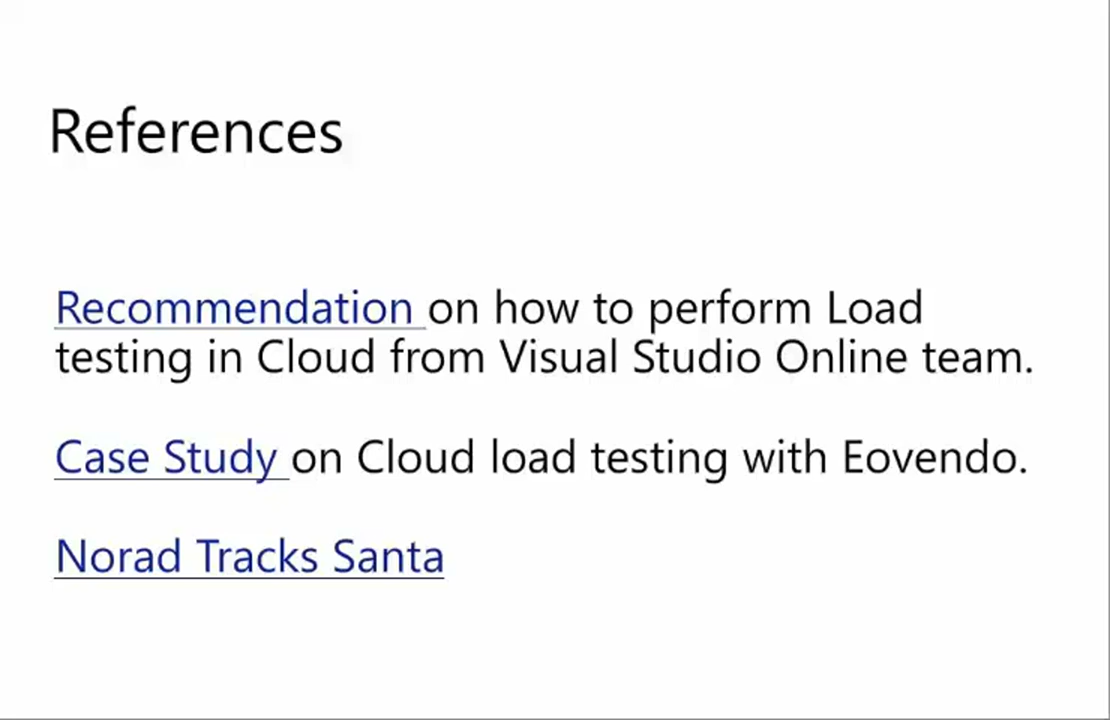 References
Recommendation on how to perform Load
testing in Cloud from Visual Studio Online team.
Case Study on Cloud load testing with Eovendo.
Norad Tracks Santa